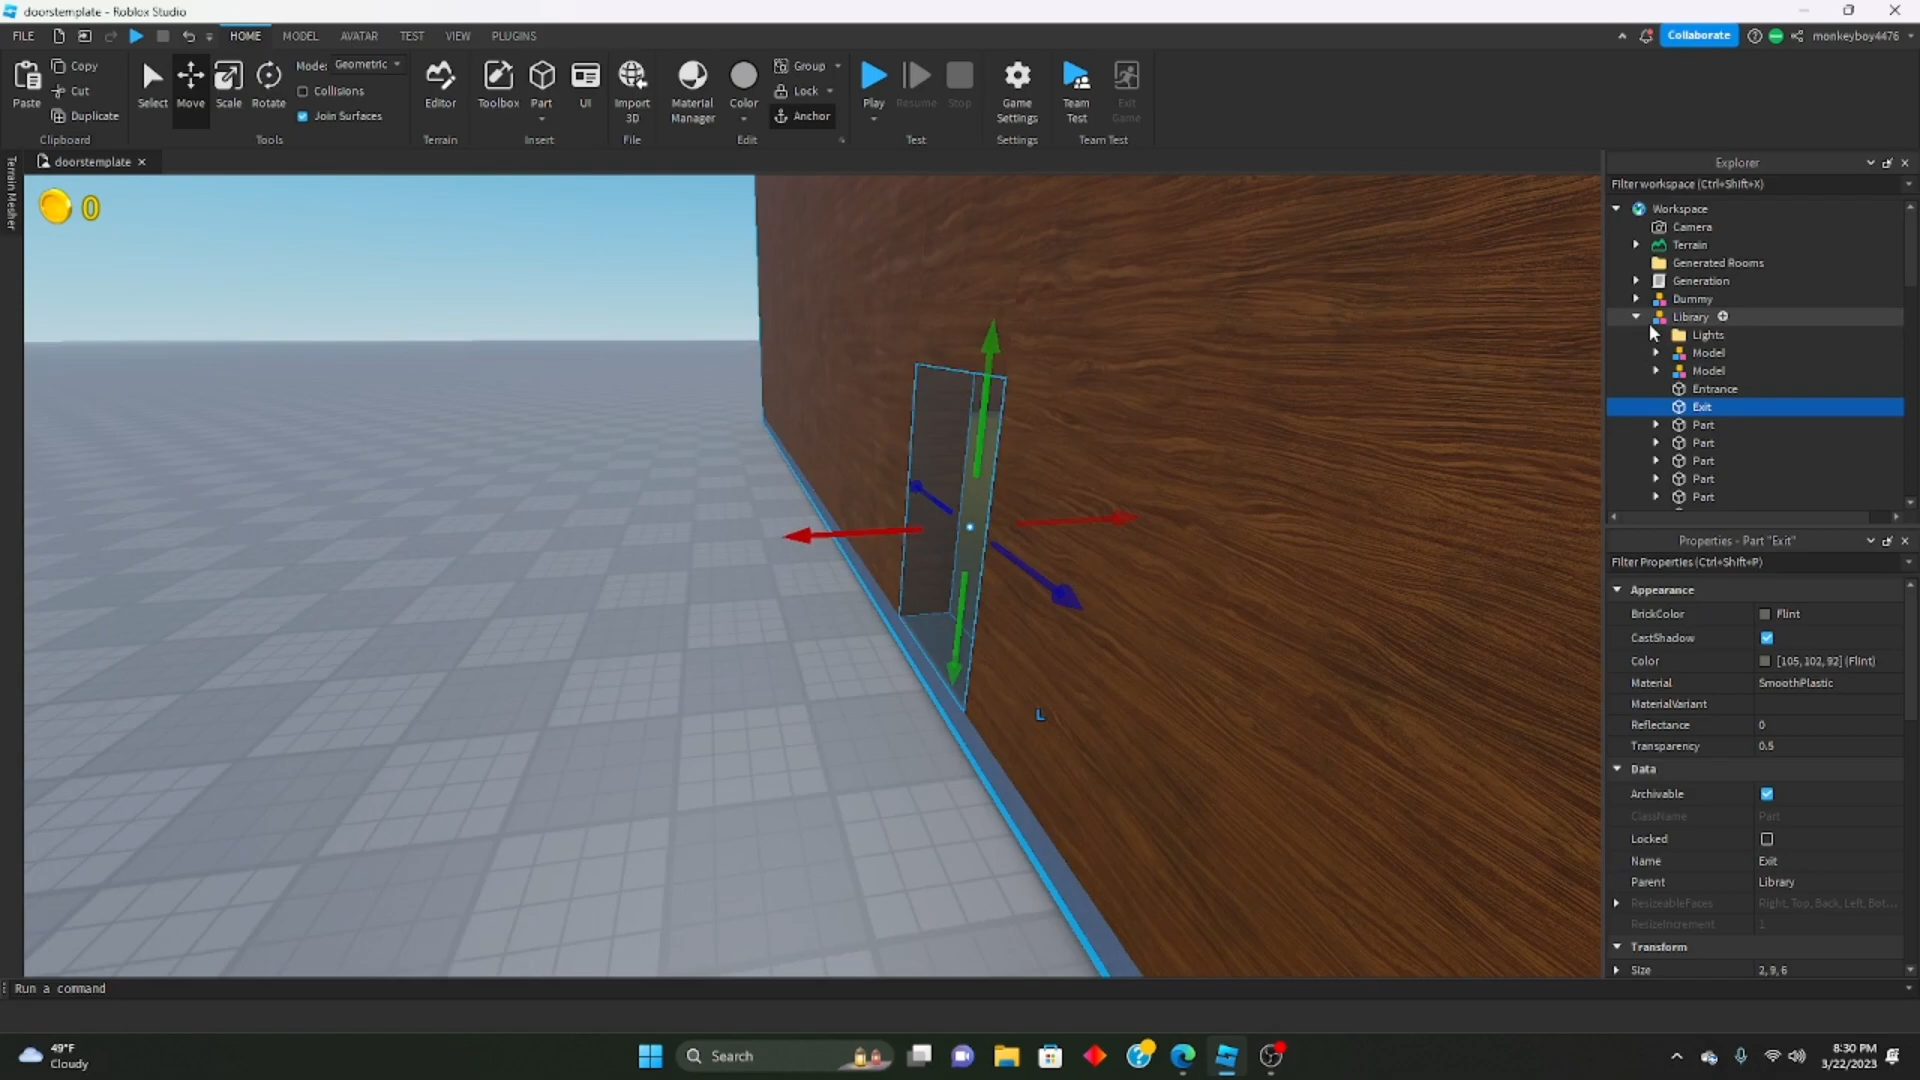 doorstemplate - Roblox Studio
FILE HOME MODEL AVATAR TEST VIEW PLUGINS Collaborate monkeyboy4476
Paste Copy Cut Duplicate Clipboard
Select Move Scale Rotate Mode: Geometric Collisions Join Surfaces Tools
Editor Terrain
Toolbox Part UI Insert
Import 3D File
Material Manager Color Group Lock Anchor Edit
Play Resume Stop Test
Game Settings Settings
Team Test Exit Game Team Test
Terrain Mesher
doorstemplate
0
L
Explorer
Filter workspace (Ctrl+Shift+X)
Workspace
Camera
Terrain
Generated Rooms
Generation
Dummy
Library
Lights
Model
Model
Entrance
Exit
Part
Part
Part
Part
Part
Properties - Part "Exit"
Filter Properties (Ctrl+Shift+P)
Appearance
BrickColor Flint
CastShadow
Color [105, 102, 92] (Flint)
Material SmoothPlastic
MaterialVariant
Reflectance 0
Transparency 0.5
Data
Archivable
ClassName Part
Locked
Name Exit
Parent Library
ResizeableFaces Right, Top, Back, Left, Bot...
ResizeIncrement 1
Transform
Size 2, 9, 6
Run a command
49°F
Cloudy
Search
8:30 PM
3/22/2023